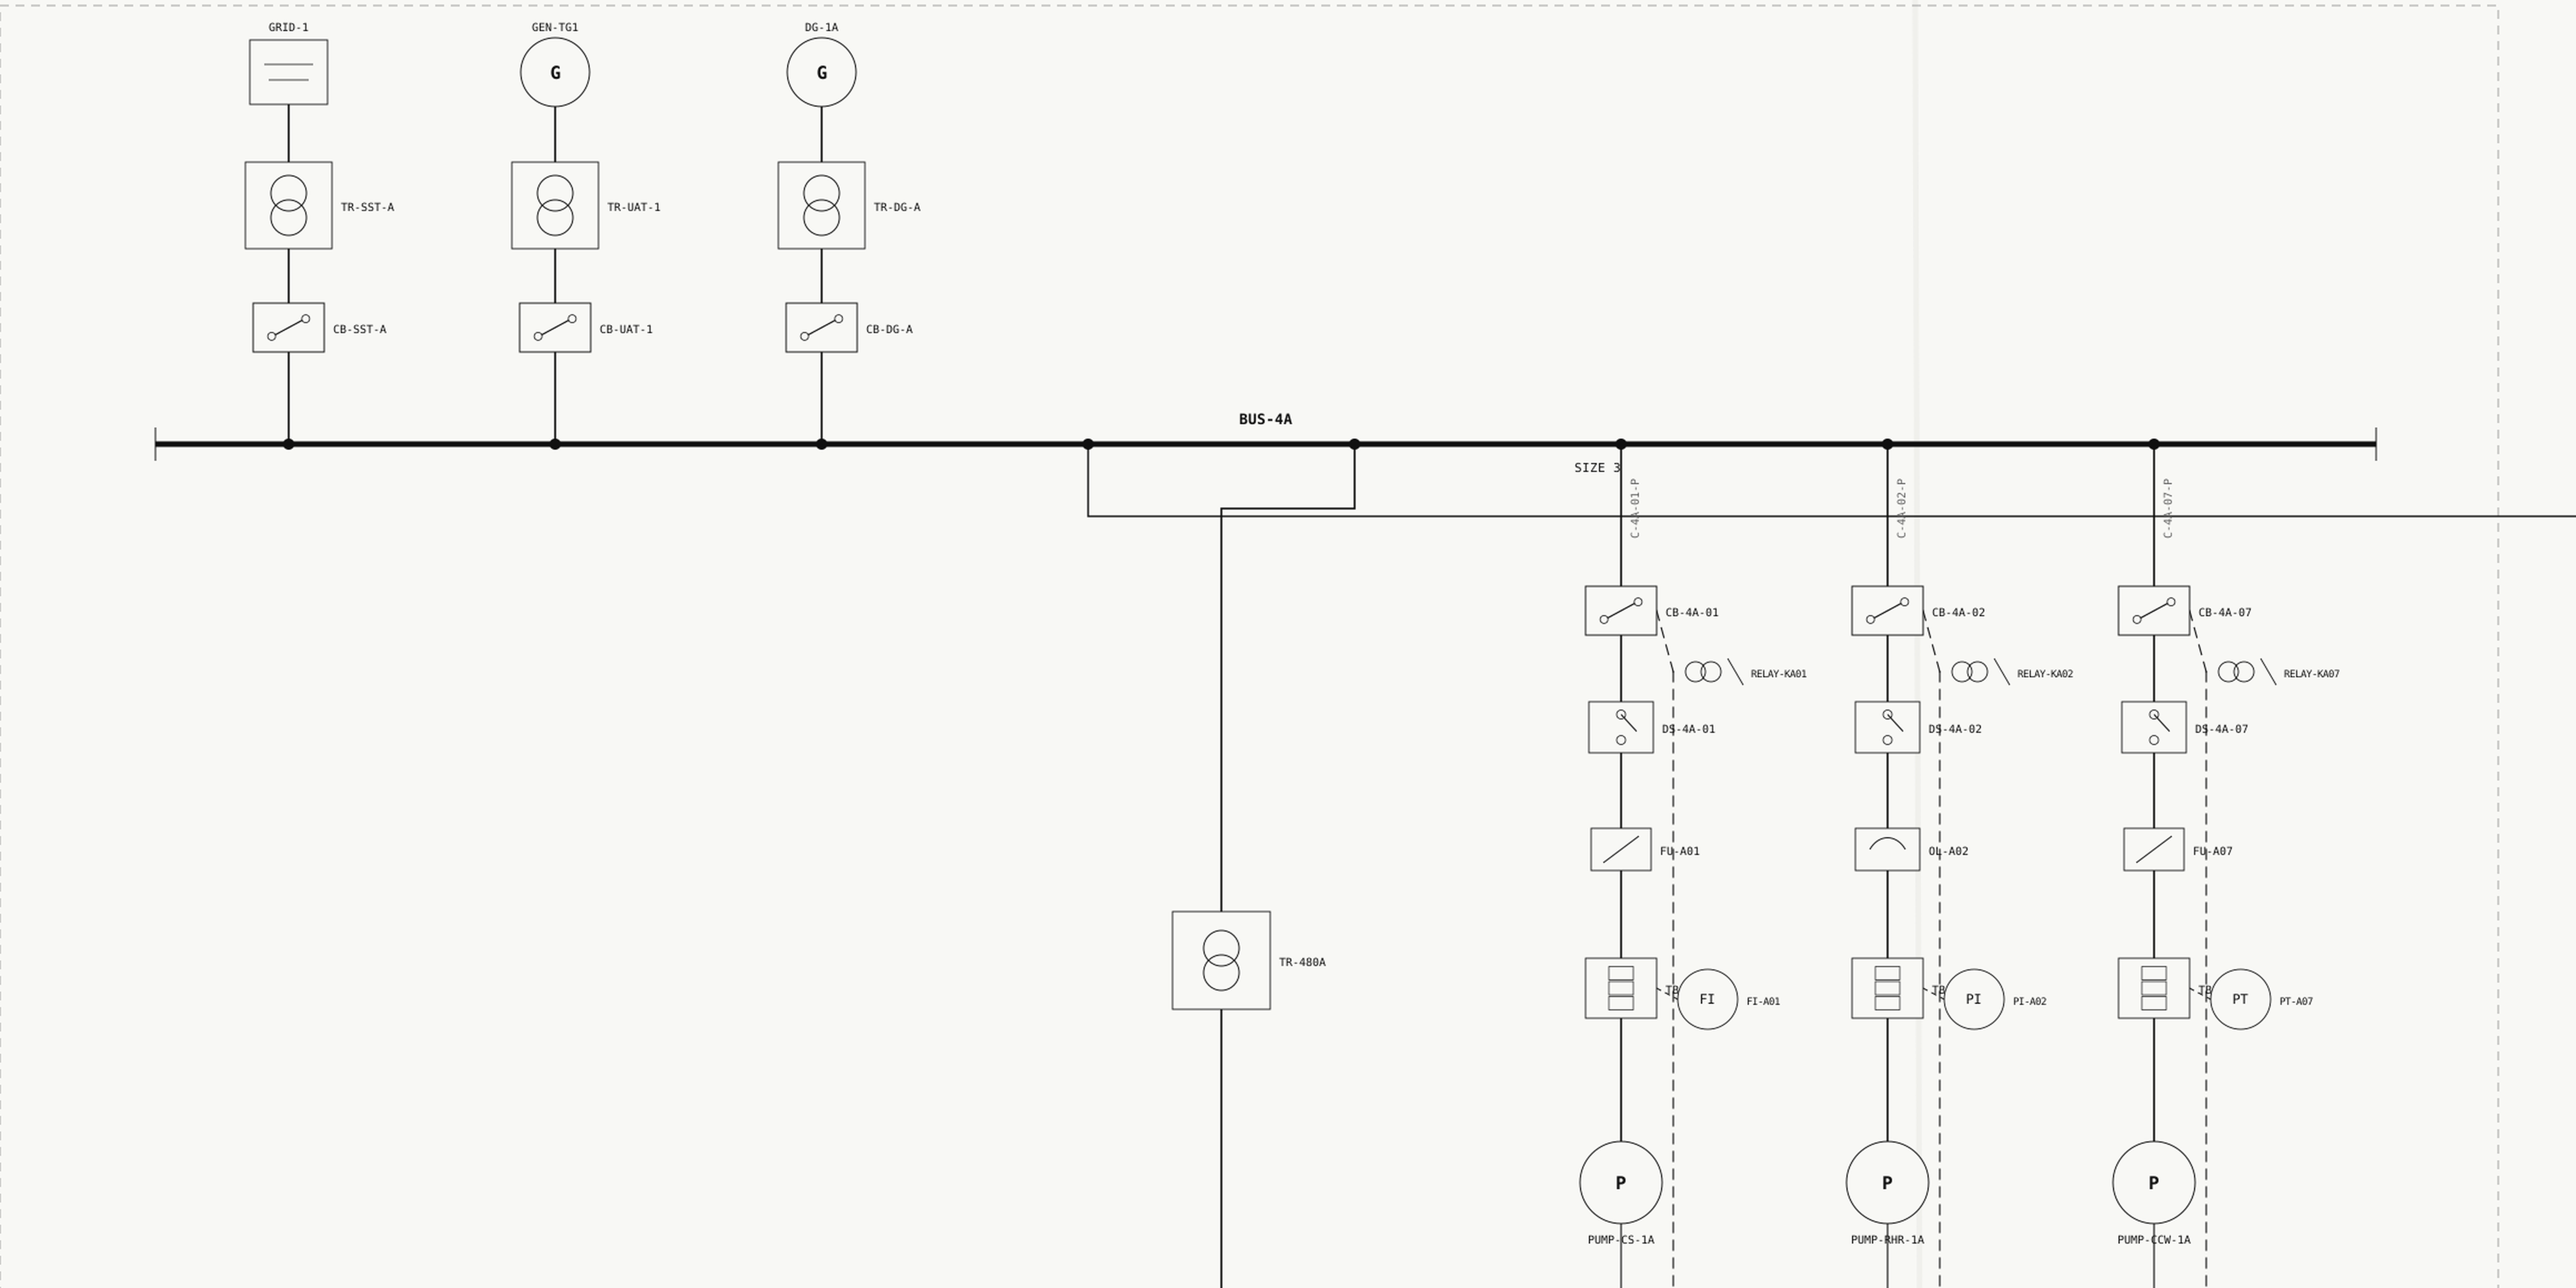 GRID-1
GEN-TG1
DG-1A
G
G
TR-SST-A
TR-UAT-1
TR-DG-A
CB-SST-A
CB-UAT-1
CB-DG-A
BUS-4A
SIZE 3
C-4A-01-P
C-4A-02-P
C-4A-07-P
CB-4A-01
CB-4A-02
CB-4A-07
RELAY-KA01
RELAY-KA02
RELAY-KA07
DS-4A-01
DS-4A-02
DS-4A-07
FU-A01
OL-A02
FU-A07
TR-480A
FI
FI-A01
PI
PI-A02
PT
PT-A07
P
P
P
PUMP-CS-1A
PUMP-RHR-1A
PUMP-CCW-1A